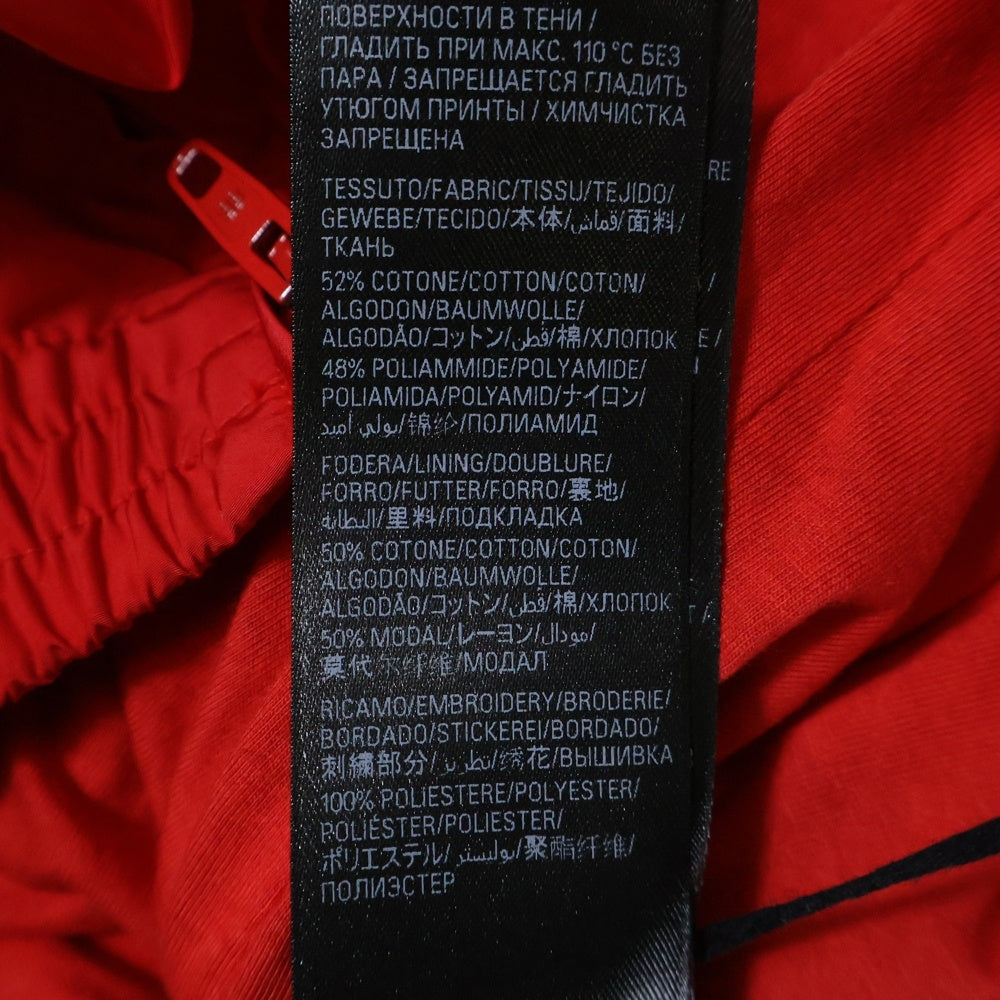 ПОВЕРХНОСТИ В ТЕНИ /
ГЛАДИТЬ ПРИ МАКС. 110 °C БЕЗ
ПАРА / ЗАПРЕЩАЕТСЯ ГЛАДИТЬ
УТЮГОМ ПРИНТЫ / ХИМЧИСТКА
ЗАПРЕЩЕНА
TESSUTO/FABRIC/TISSU/TEJIDO/
GEWEBE/TECIDO/本体/قماش/面料/
ТКАНЬ
52% COTONE/COTTON/COTON/
ALGODON/BAUMWOLLE/
ALGODÃO/コットン/قطن/棉/ХЛОПОК
48% POLIAMMIDE/POLYAMIDE/
POLIAMIDA/POLYAMID/ナイロン/
بولي أميد/锦纶/ПОЛИАМИД
FODERA/LINING/DOUBLURE/
FORRO/FUTTER/FORRO/裏地/
البطانة/里料/ПОДКЛАДКА
50% COTONE/COTTON/COTON/
ALGODON/BAUMWOLLE/
ALGODÃO/コットン/قطن/棉/ХЛОПОК
50% MODAL/レーヨン/مودال/
莫代尔纤维/МОДАЛ
RICAMO/EMBROIDERY/BRODERIE/
BORDADO/STICKEREI/BORDADO/
刺繍部分/تطريز/绣花/ВЫШИВКА
100% POLIESTERE/POLYESTER/
POLIÉSTER/POLIESTER/
ポリエステル/بوليستر/聚酯纤维/
ПОЛИЭСТЕР
RE